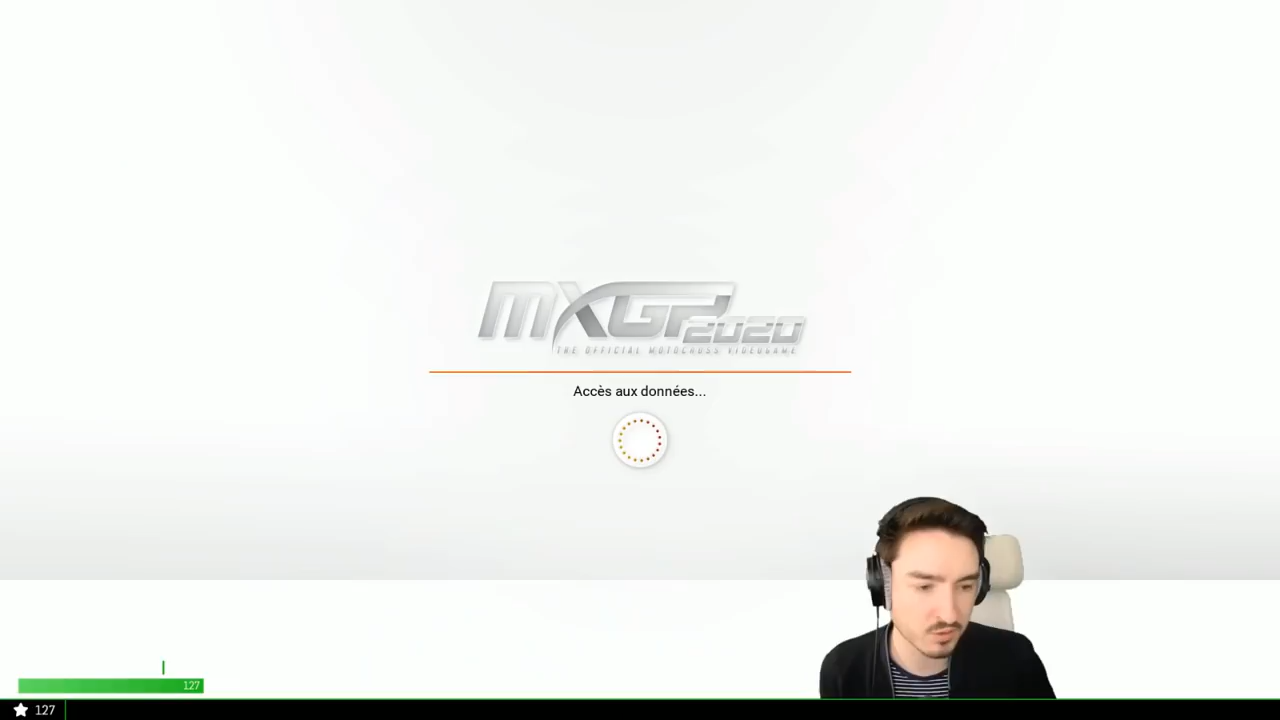 MXGP 2020
THE OFFICIAL MOTOCROSS VIDEOGAME
Accès aux données...
127
127